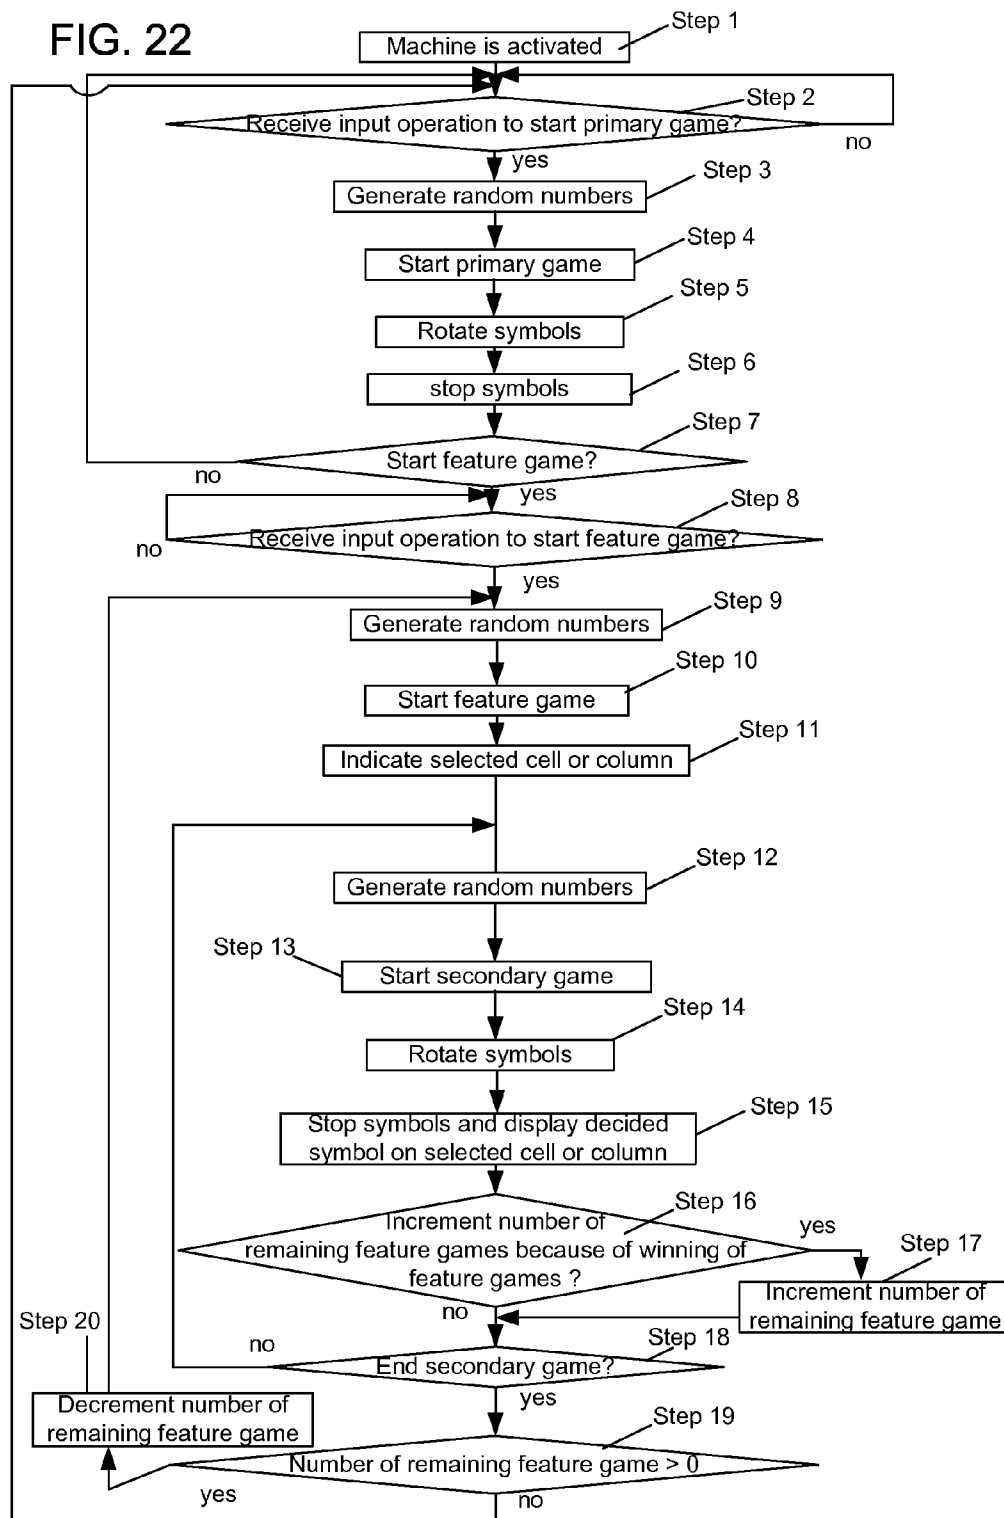 FIG. 22
Step 1
Machine is activated
Step 2
Receive input operation to start primary game?
no
yes
Step 3
Generate random numbers
Step 4
Start primary game
Step 5
Rotate symbols
Step 6
stop symbols
Step 7
Start feature game?
no
yes
Step 8
Receive input operation to start feature game?
no
yes
Step 9
Generate random numbers
Step 10
Start feature game
Step 11
Indicate selected cell or column
Step 12
Generate random numbers
Step 13
Start secondary game
Step 14
Rotate symbols
Step 15
Stop symbols and display decided
symbol on selected cell or column
Step 16
Increment number of
remaining feature games because of winning of
feature games ?
yes
no
Step 17
Increment number of
remaining feature game
Step 18
End secondary game?
no
yes
Step 20
Decrement number of
remaining feature game
Step 19
Number of remaining feature game > 0
yes
no